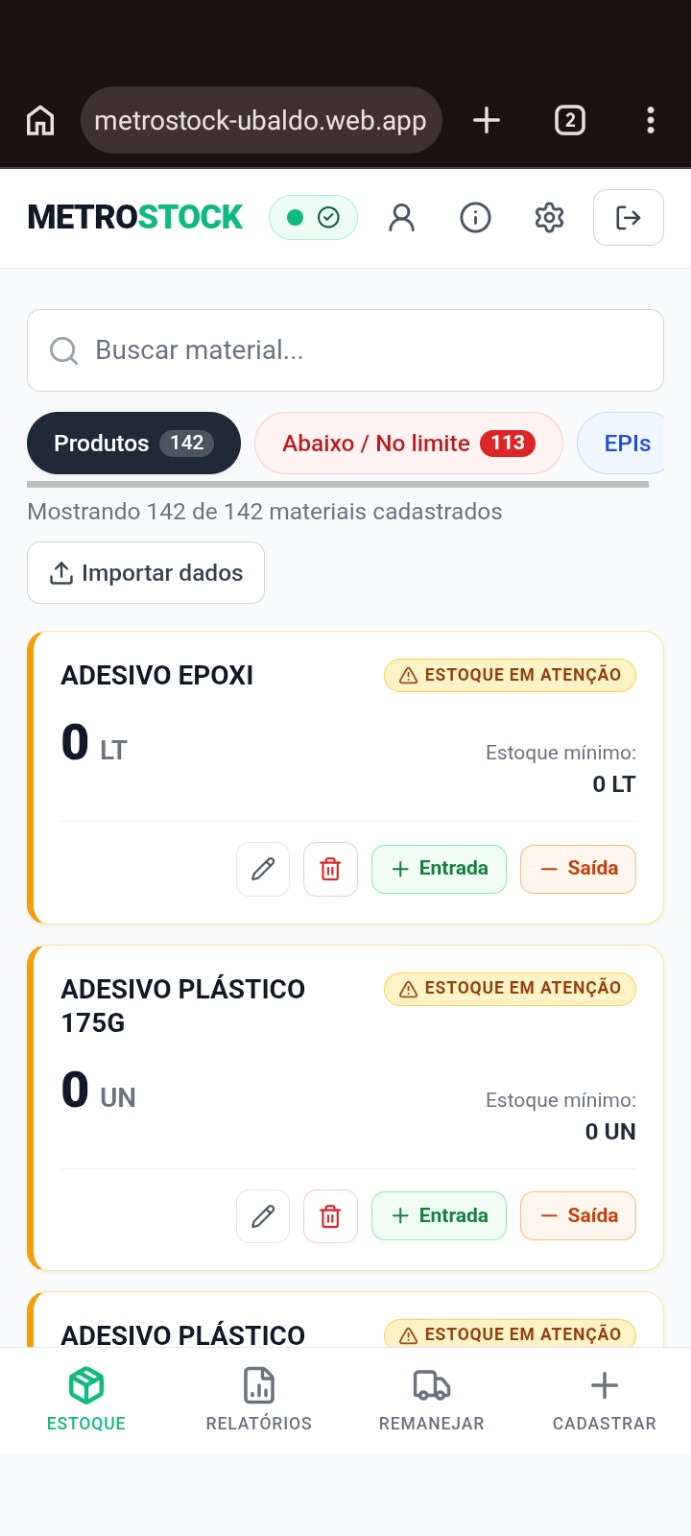 metrostock-ubaldo.web.app
2
METROSTOCK
Buscar material...
Produtos 142
Abaixo / No limite 113
EPIs
Mostrando 142 de 142 materiais cadastrados
Importar dados
ADESIVO EPOXI
ESTOQUE EM ATENÇÃO
0 LT
Estoque mínimo:
0 LT
Entrada
Saída
ADESIVO PLÁSTICO
175G
ESTOQUE EM ATENÇÃO
0 UN
Estoque mínimo:
0 UN
Entrada
Saída
ADESIVO PLÁSTICO
ESTOQUE EM ATENÇÃO
ESTOQUE
RELATÓRIOS
REMANEJAR
CADASTRAR